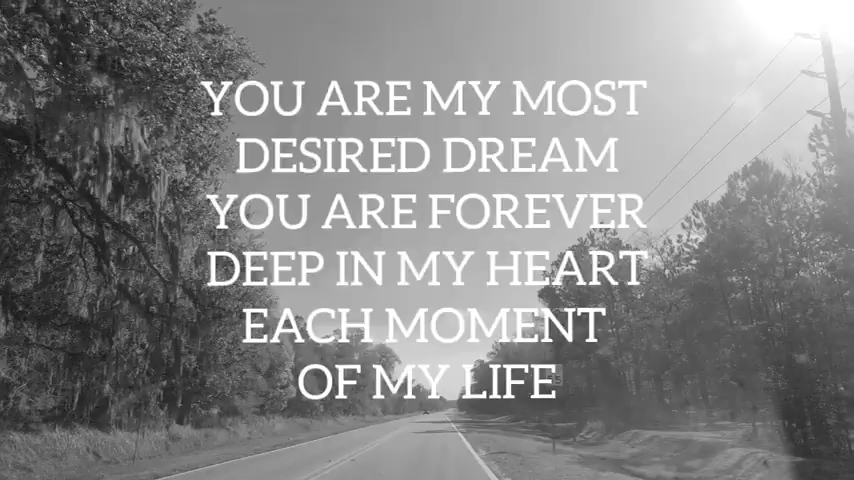 YOU ARE MY MOST
DESIRED DREAM
YOU ARE FOREVER
DEEP IN MY HEART
EACH MOMENT
OF MY LIFE